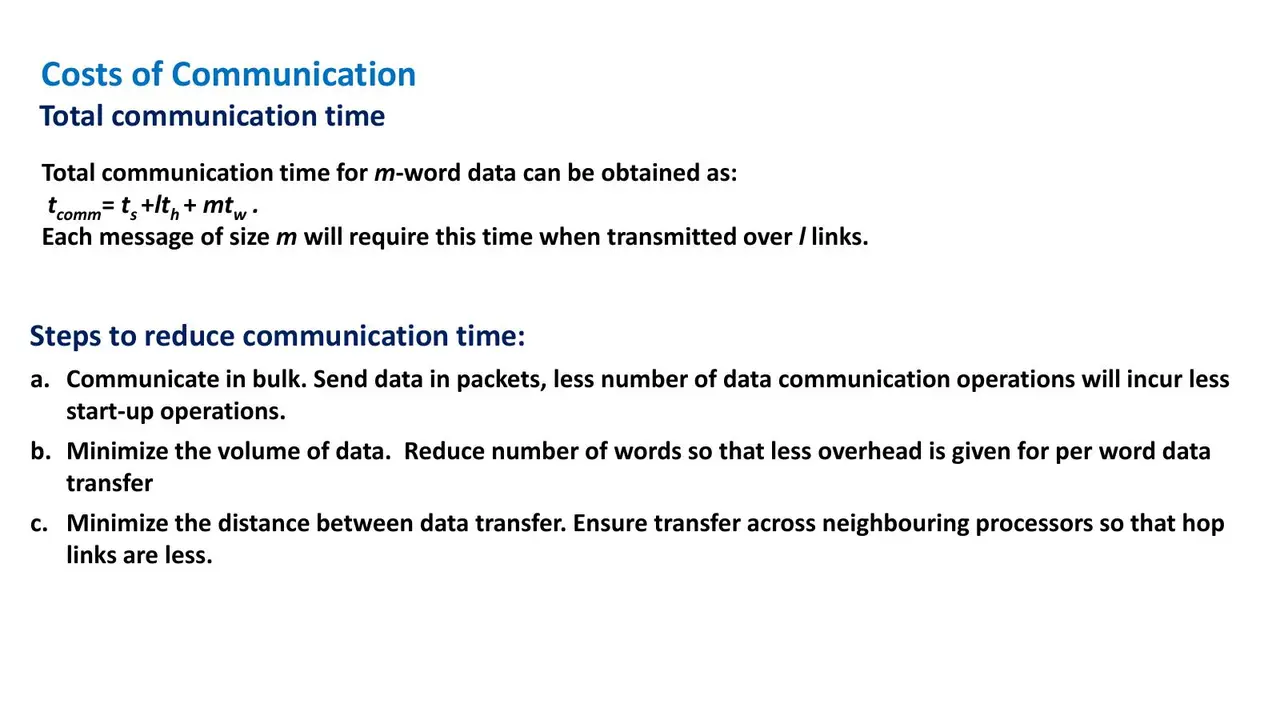 Costs of Communication
Total communication time
Total communication time for m-word data can be obtained as:
tcomm= ts +lth + mtw .
Each message of size m will require this time when transmitted over l links.
Steps to reduce communication time:
a. Communicate in bulk. Send data in packets, less number of data communication operations will incur less
start-up operations.
b. Minimize the volume of data.  Reduce number of words so that less overhead is given for per word data
transfer
c. Minimize the distance between data transfer. Ensure transfer across neighbouring processors so that hop
links are less.